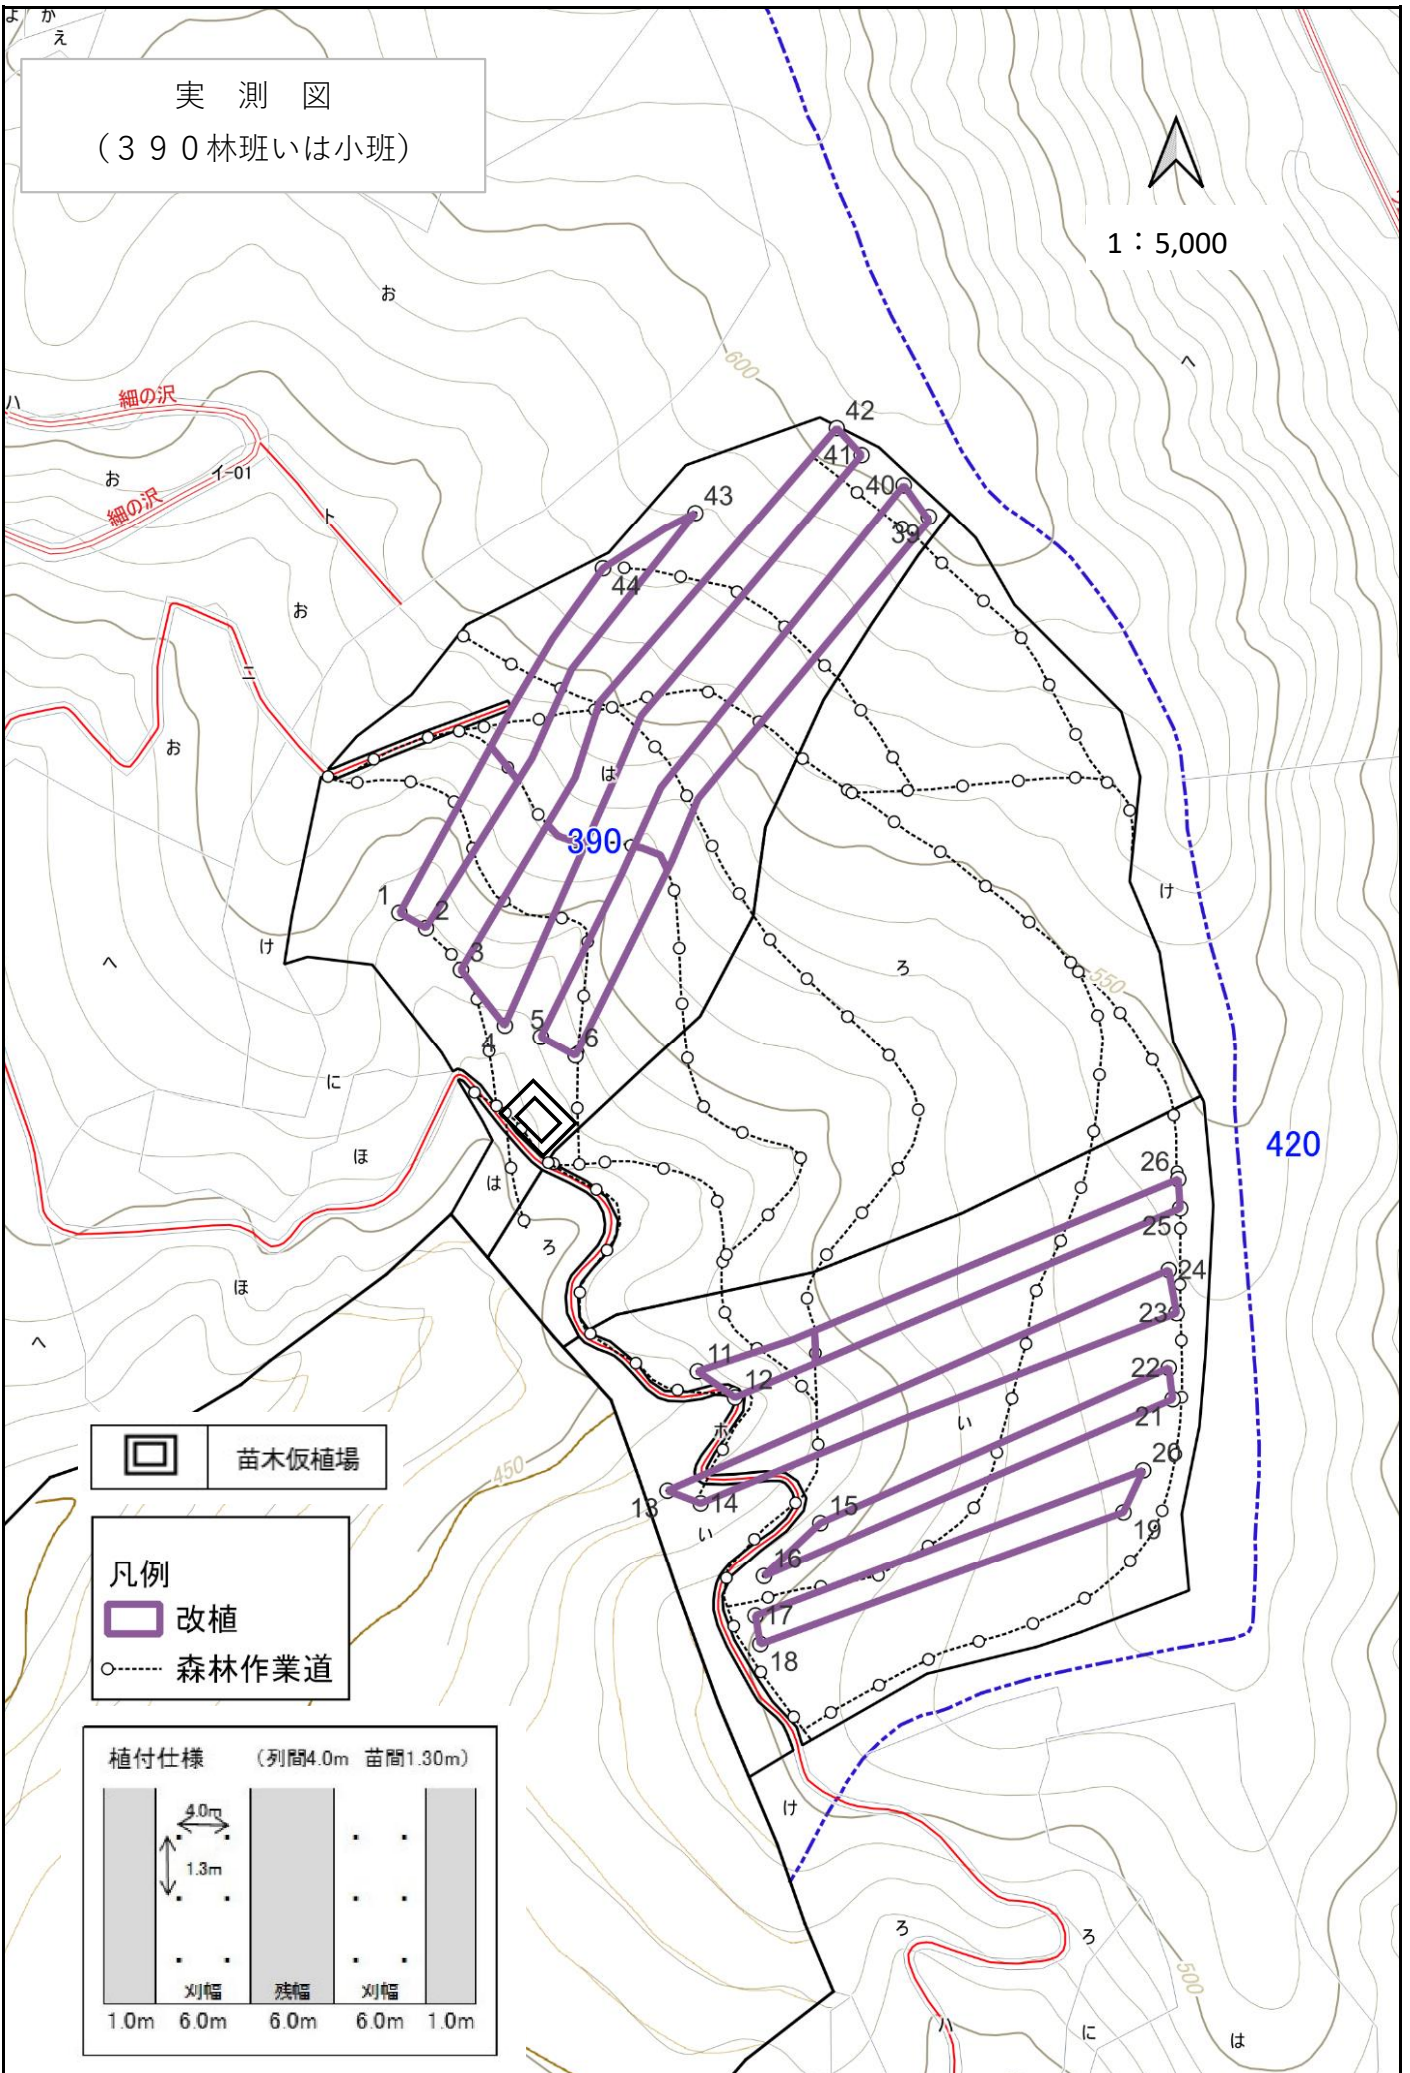 よ か
え
実 測 図
（３９０林班いは小班）
1：5,000
お
600
へ
ハ
細の沢
42
41
お
イ-01
40
細の沢
43
ト
39
44
お
ニ
お
は
390
け
1
2
け
3
へ
ろ
550
5
4
6
に
420
ほ
26
は
25
ろ
24
ほ
23
へ
11
22
12
21
ホ
い
苗木仮植場
450
20
13
14
15
19
い
16
凡例
17
改植
18
森林作業道
植付仕様 （列間4.0m 苗間1.30m）
け
4.0m
1.3m
ろ
ろ
500
刈幅 残幅 刈幅
1.0m 6.0m 6.0m 6.0m 1.0m
ハ
に
は